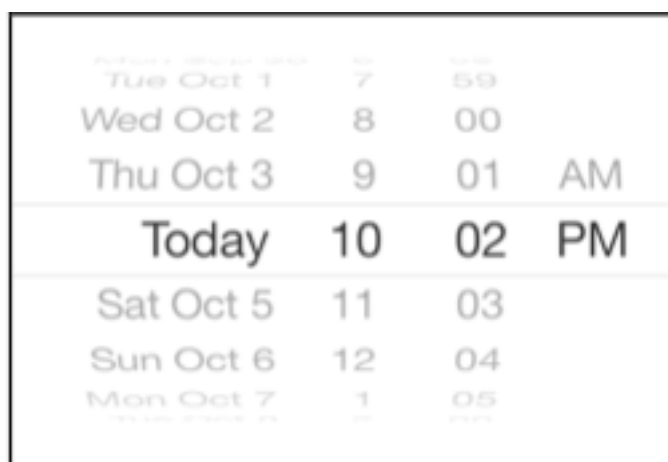 Tue Oct 1 7 59
Wed Oct 2 8 00
Thu Oct 3 9 01 AM
Today 10 02 PM
Sat Oct 5 11 03
Sun Oct 6 12 04
Mon Oct 7 1 05